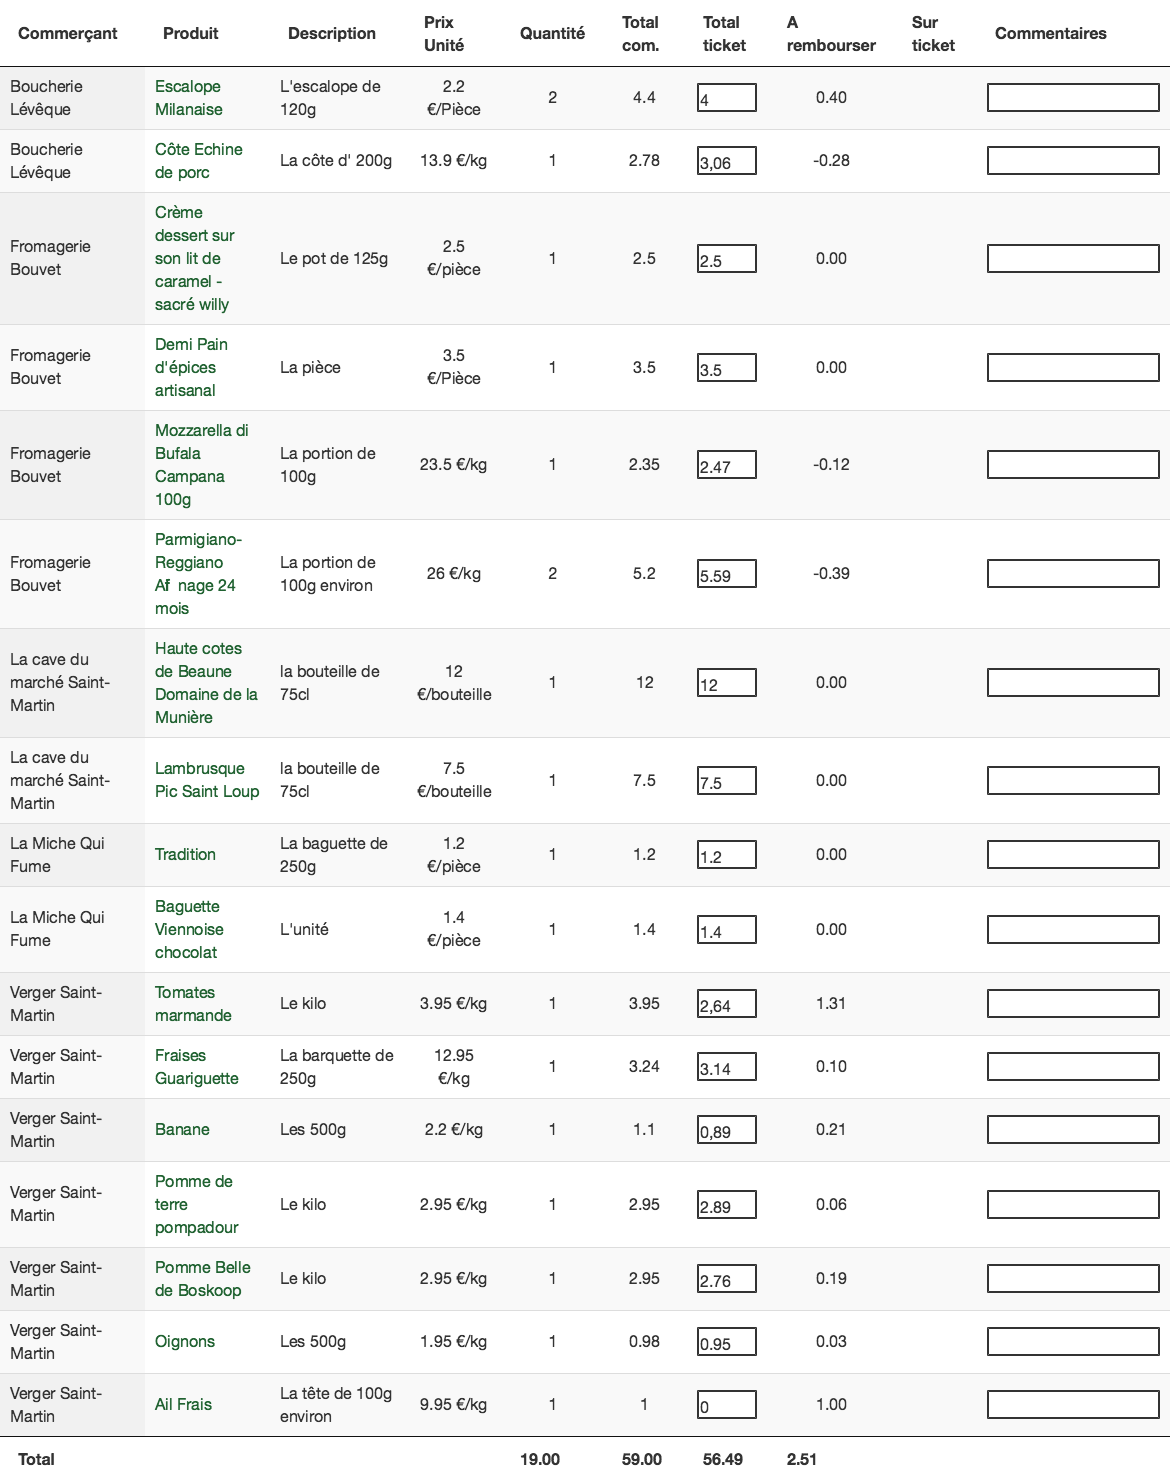 Commerçant Produit Description Prix Unité Quantité Total com. Total ticket A rembourser Sur ticket Commentaires
Boucherie Lévêque Escalope Milanaise L'escalope de 120g 2.2 €/Pièce 2 4.4 4 0.40
Boucherie Lévêque Côte Echine de porc La côte d' 200g 13.9 €/kg 1 2.78 3,06 -0.28
Fromagerie Bouvet Crème dessert sur son lit de caramel - sacré willy Le pot de 125g 2.5 €/pièce 1 2.5 2.5 0.00
Fromagerie Bouvet Demi Pain d'épices artisanal La pièce 3.5 €/Pièce 1 3.5 3.5 0.00
Fromagerie Bouvet Mozzarella di Bufala Campana 100g La portion de 100g 23.5 €/kg 1 2.35 2.47 -0.12
Fromagerie Bouvet Parmigiano-Reggiano Af nage 24 mois La portion de 100g environ 26 €/kg 2 5.2 5.59 -0.39
La cave du marché Saint-Martin Haute cotes de Beaune Domaine de la Munière la bouteille de 75cl 12 €/bouteille 1 12 12 0.00
La cave du marché Saint-Martin Lambrusque Pic Saint Loup la bouteille de 75cl 7.5 €/bouteille 1 7.5 7.5 0.00
La Miche Qui Fume Tradition La baguette de 250g 1.2 €/pièce 1 1.2 1.2 0.00
La Miche Qui Fume Baguette Viennoise chocolat L'unité 1.4 €/pièce 1 1.4 1.4 0.00
Verger Saint-Martin Tomates marmande Le kilo 3.95 €/kg 1 3.95 2,64 1.31
Verger Saint-Martin Fraises Guariguette La barquette de 250g 12.95 €/kg 1 3.24 3.14 0.10
Verger Saint-Martin Banane Les 500g 2.2 €/kg 1 1.1 0,89 0.21
Verger Saint-Martin Pomme de terre pompadour Le kilo 2.95 €/kg 1 2.95 2.89 0.06
Verger Saint-Martin Pomme Belle de Boskoop Le kilo 2.95 €/kg 1 2.95 2.76 0.19
Verger Saint-Martin Oignons Les 500g 1.95 €/kg 1 0.98 0.95 0.03
Verger Saint-Martin Ail Frais La tête de 100g environ 9.95 €/kg 1 1 0 1.00
Total 19.00 59.00 56.49 2.51